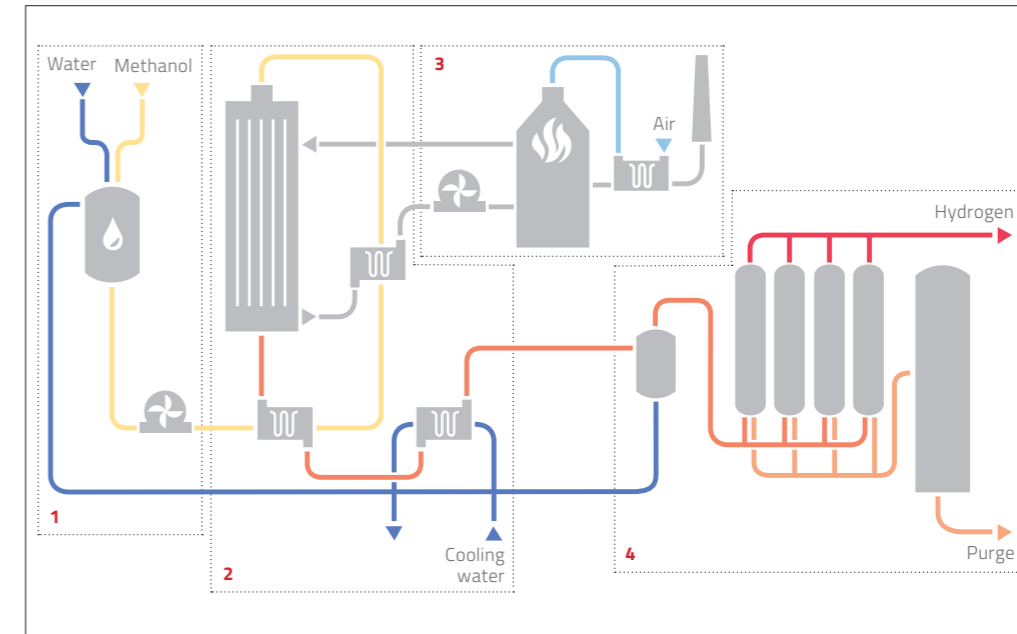 Water
Methanol
3
Air
Hydrogen
1
2
Cooling
water
4
Purge